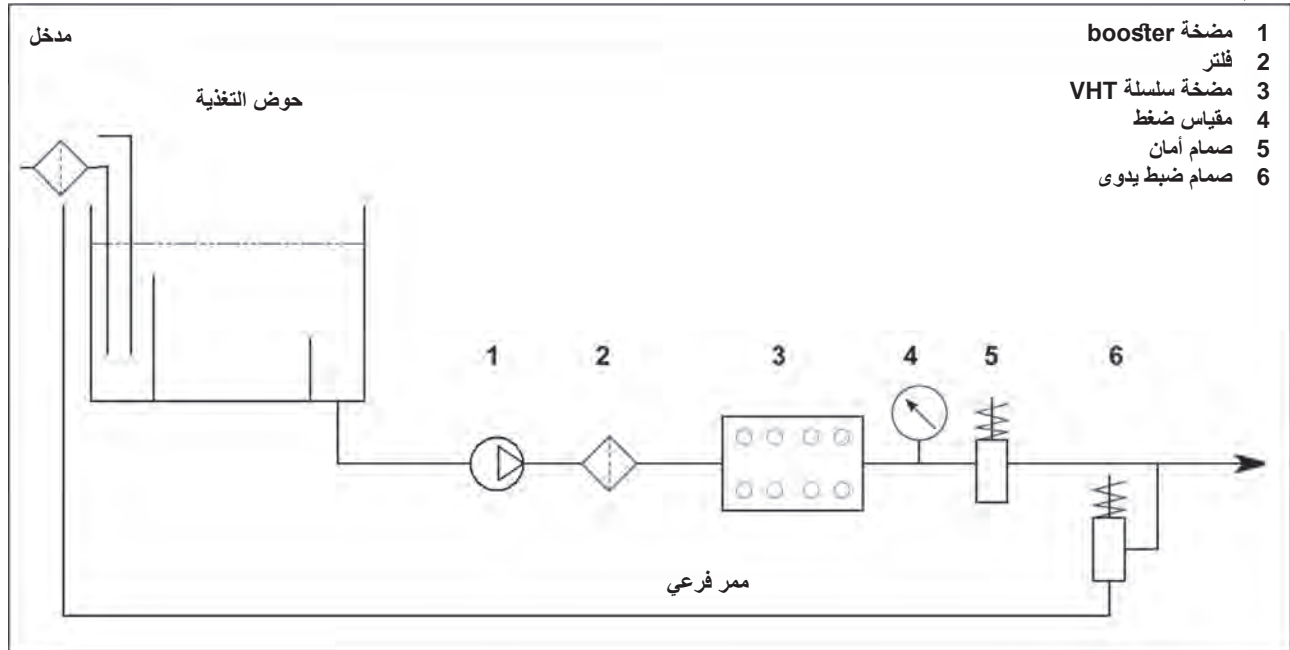 مدخل
حوض التغذية
1 مضخة booster
2 فلتر
3 مضخة سلسلة VHT
4 مقياس ضغط
5 صمام أمان
6 صمام ضبط يدوى
1 2 3 4 5 6
ممر فرعي